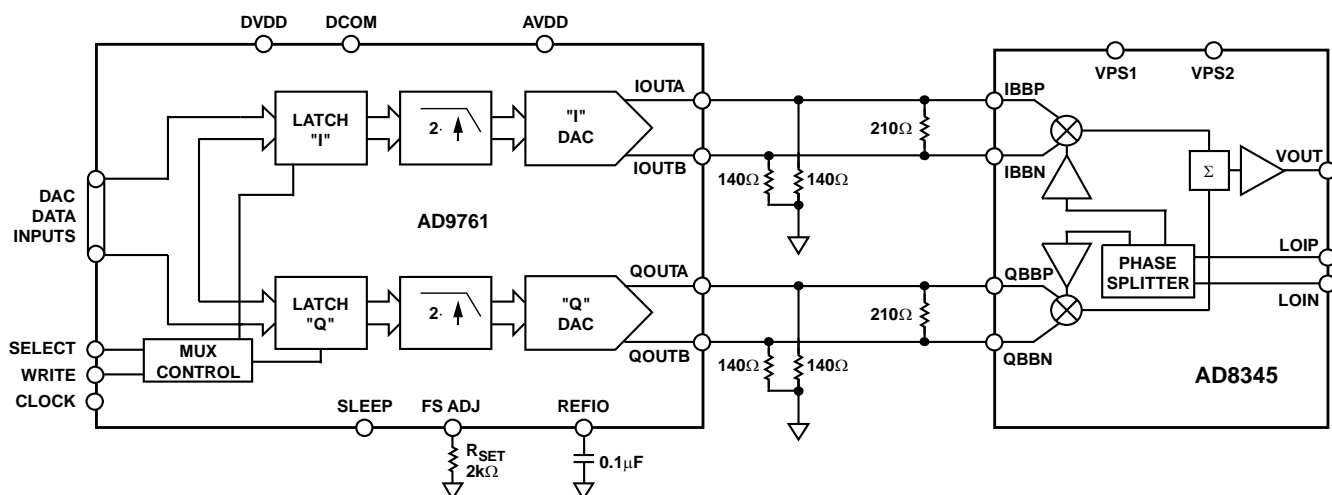 DVDD DCOM AVDD
VPS1 VPS2
LATCH
"I"
2·
"I"
DAC
IOUTA
IOUTB
140Ω 140Ω
210Ω
IBBP
IBBN
Σ
VOUT
DAC
DATA
INPUTS
AD9761
PHASE
SPLITTER
LOIP
LOIN
LATCH
"Q"
2·
"Q"
DAC
QOUTA
QOUTB
140Ω 140Ω
210Ω
QBBP
QBBN
AD8345
SELECT
WRITE
CLOCK
MUX
CONTROL
SLEEP FS ADJ REFIO
RSET
2kΩ
0.1μF